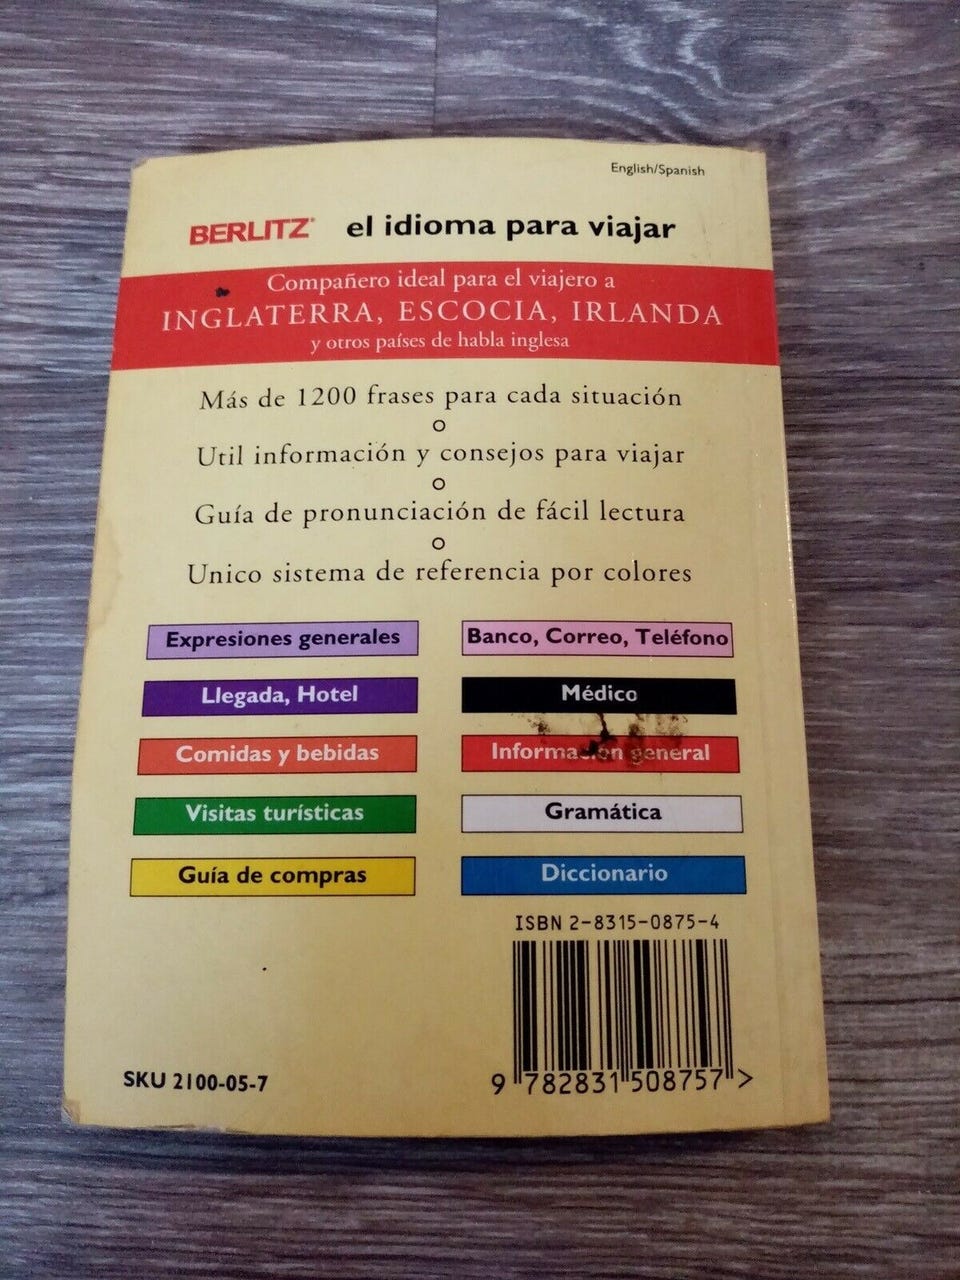 English/Spanish
BERLITZ® el idioma para viajar
Compañero ideal para el viajero a
INGLATERRA, ESCOCIA, IRLANDA
y otros países de habla inglesa
Más de 1200 frases para cada situación
Util información y consejos para viajar
Guía de pronunciación de fácil lectura
Unico sistema de referencia por colores
Expresiones generales
Banco, Correo, Teléfono
Llegada, Hotel
Médico
Comidas y bebidas
Información general
Visitas turísticas
Gramática
Guía de compras
Diccionario
ISBN 2-8315-0875-4
SKU 2100-05-7
9 782831 508757 >